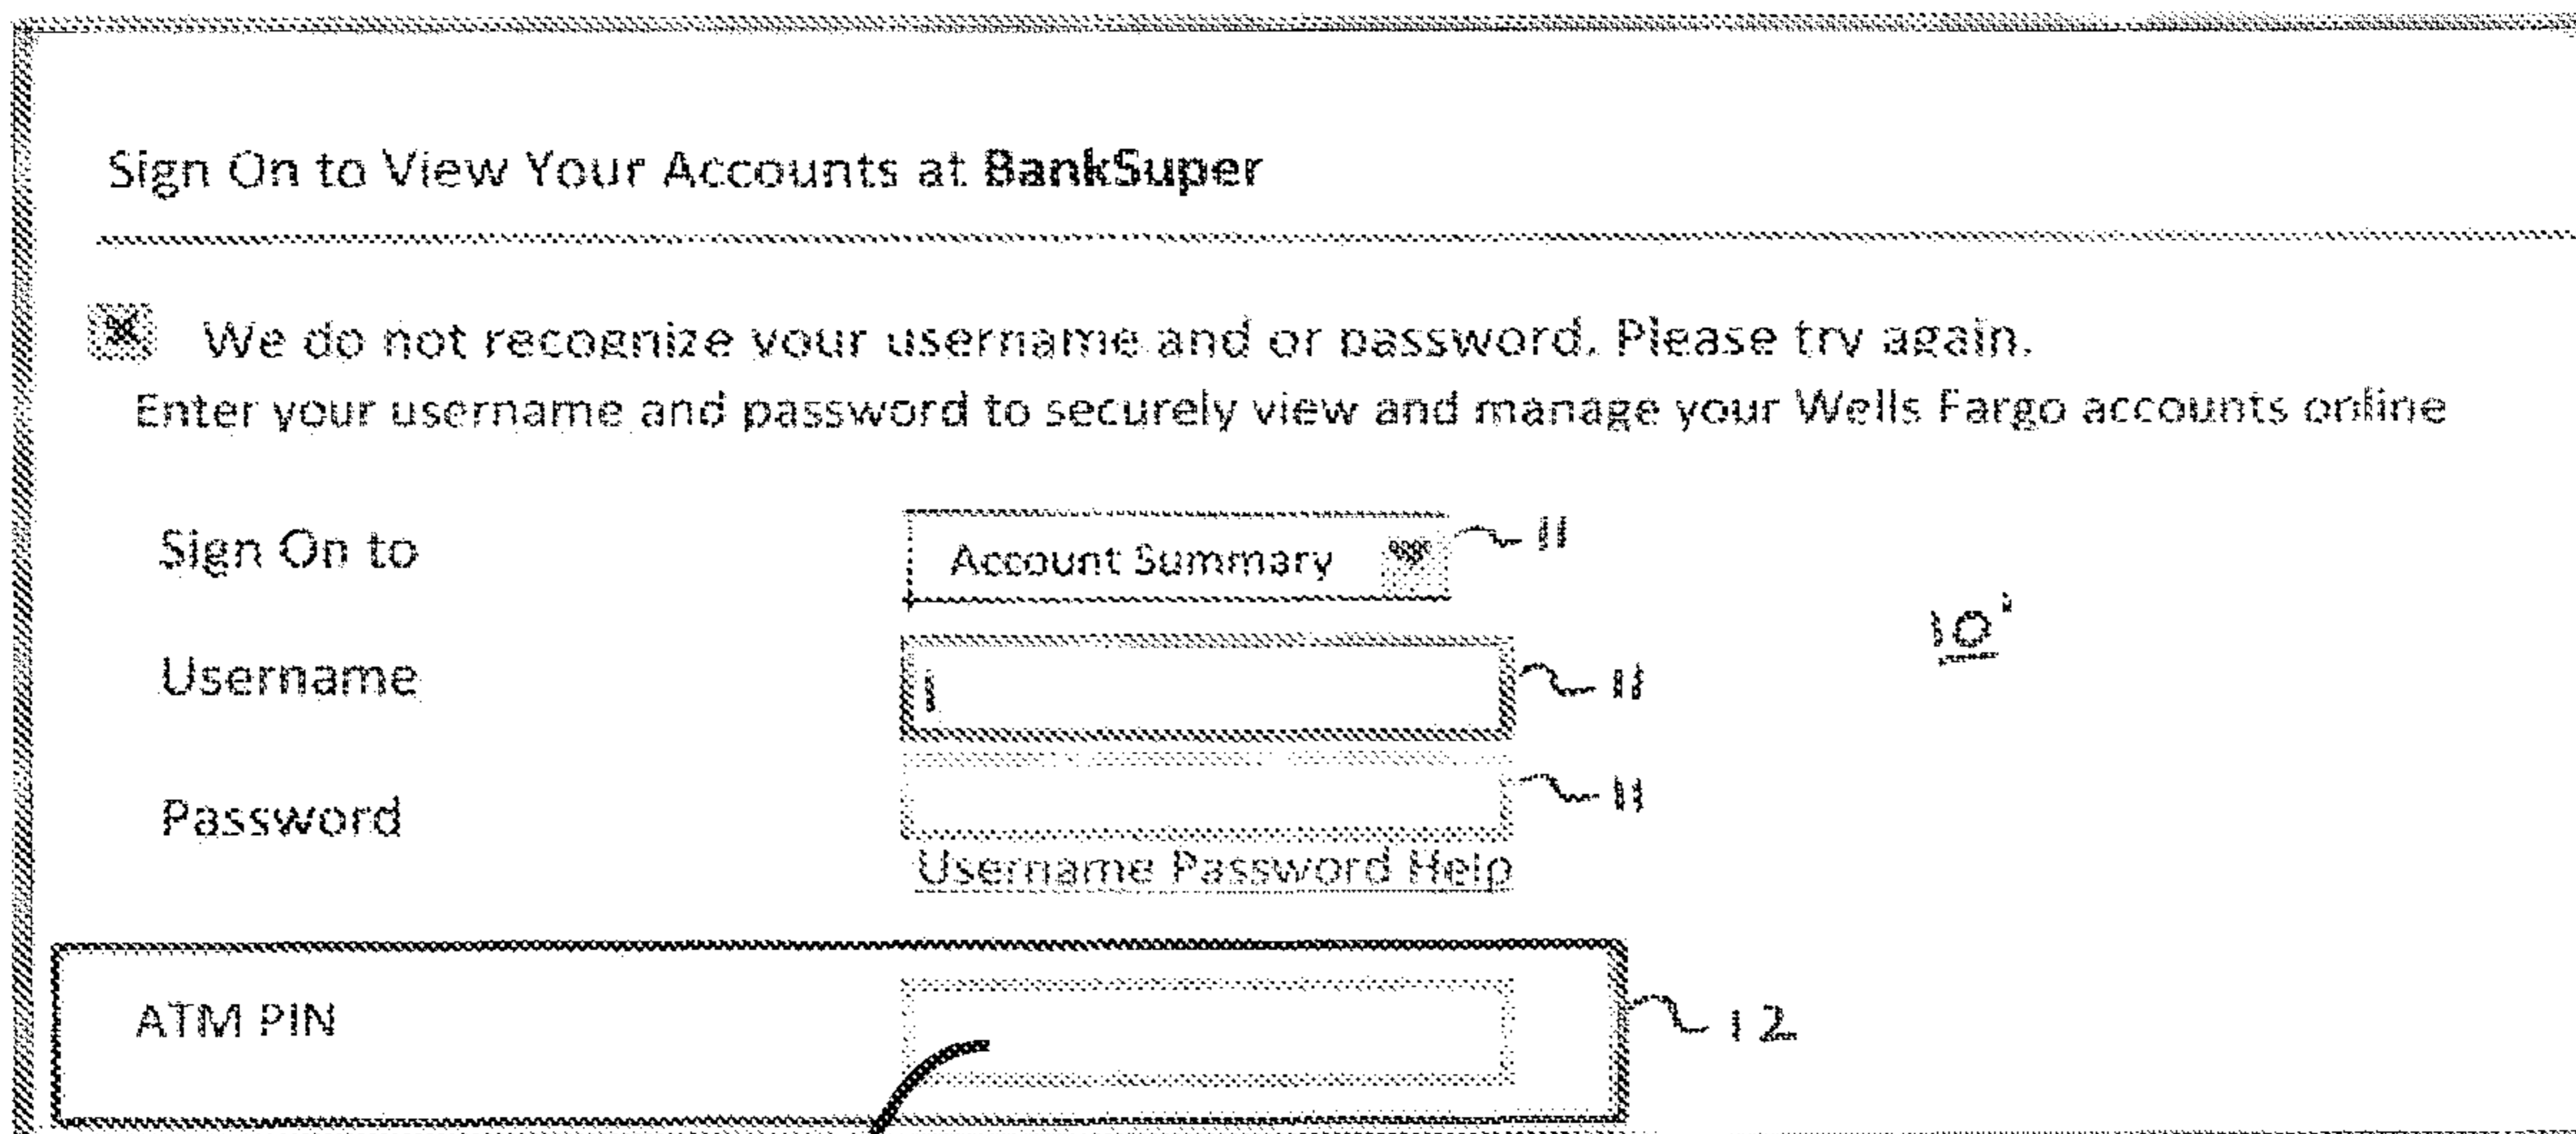 Sign On to View Your Accounts at BankSuper
We do not recognize your username and or password. Please try again.
Enter your username and password to securely view and manage your Wells Fargo accounts online
Sign On to Account Summary 11
10'
Username 11
Password 11
Username Password Help
ATM PIN 12